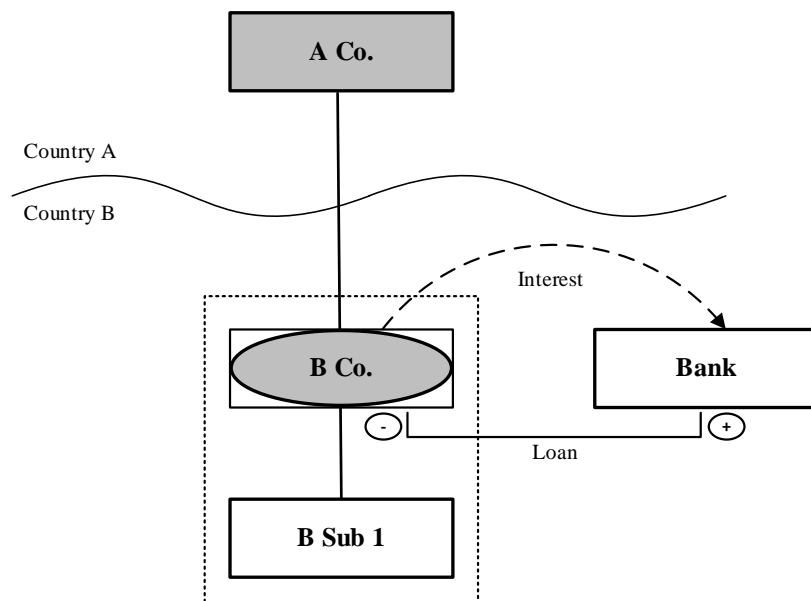 A Co.
Country A
Country B
Interest
B Co.
Bank
-
+
Loan
B Sub 1